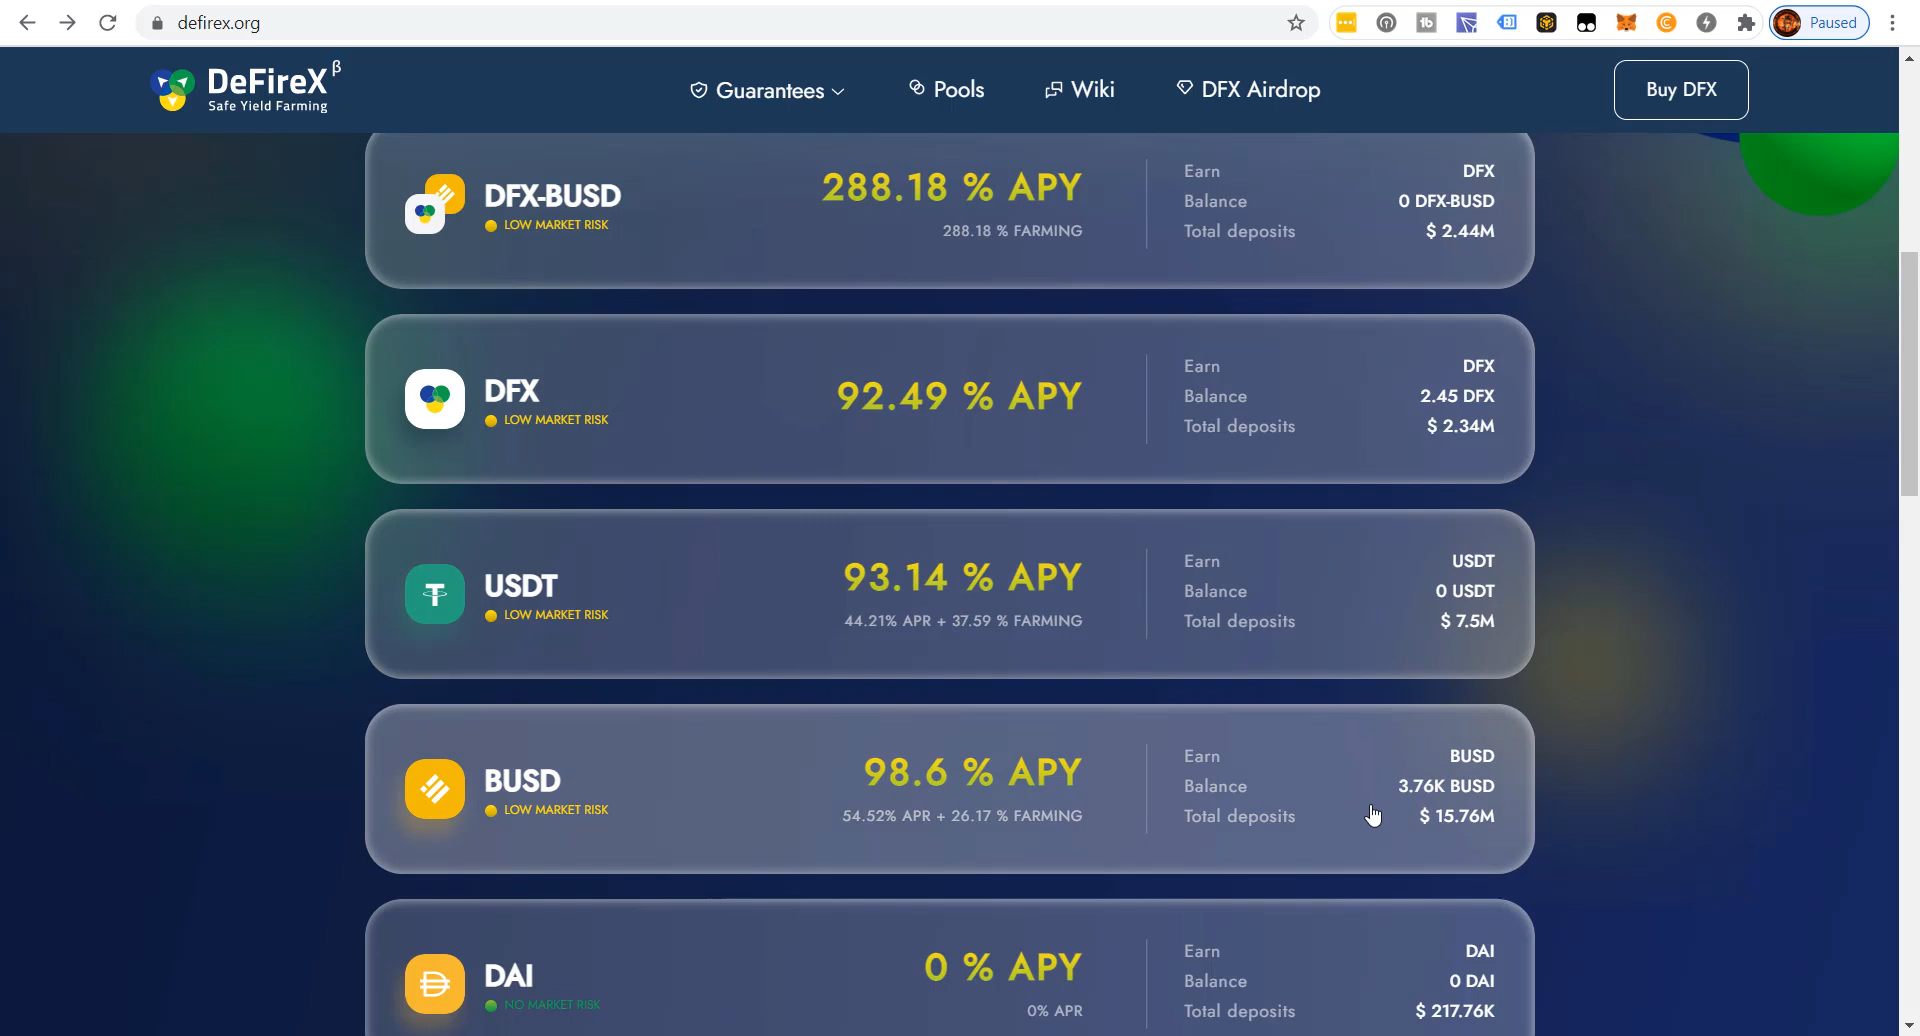 defirex.org
Paused
DeFireX β
Safe Yield Farming
Guarantees
Pools
Wiki
DFX Airdrop
Buy DFX
DFX-BUSD
LOW MARKET RISK
288.18 % APY
288.18 % FARMING
Earn DFX
Balance 0 DFX-BUSD
Total deposits $ 2.44M
DFX
LOW MARKET RISK
92.49 % APY
Earn DFX
Balance 2.45 DFX
Total deposits $ 2.34M
USDT
LOW MARKET RISK
93.14 % APY
44.21% APR + 37.59 % FARMING
Earn USDT
Balance 0 USDT
Total deposits $ 7.5M
BUSD
LOW MARKET RISK
98.6 % APY
54.52% APR + 26.17 % FARMING
Earn BUSD
Balance 3.76K BUSD
Total deposits $ 15.76M
DAI
NO MARKET RISK
0 % APY
0% APR
Earn DAI
Balance 0 DAI
Total deposits $ 217.76K